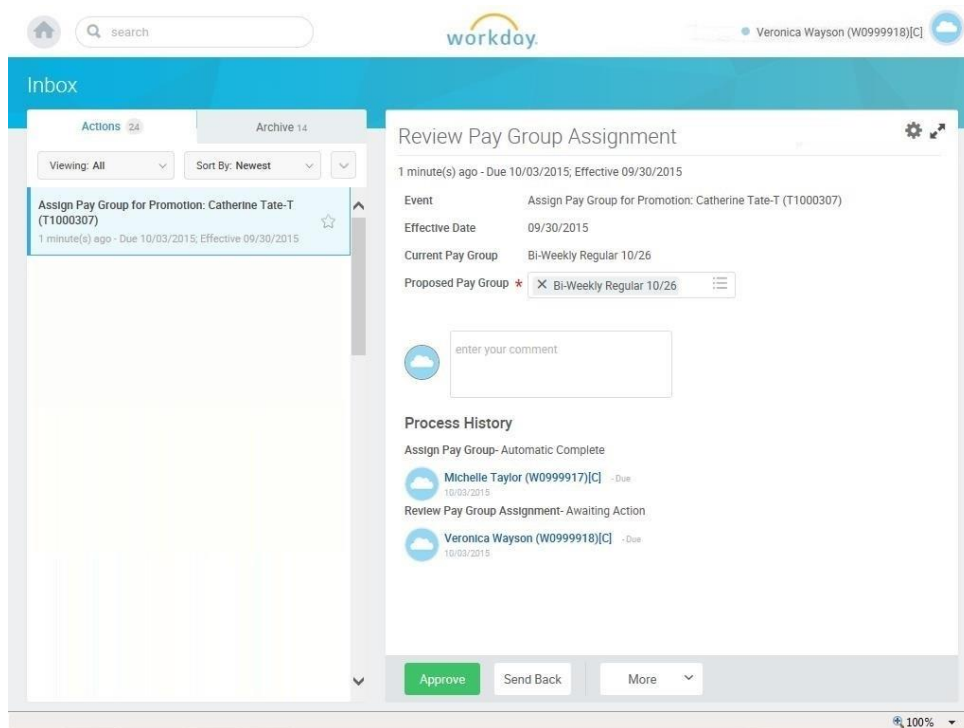 search
workday.
Veronica Wayson (W0999918)[C]
Inbox
Actions 24
Archive 14
Viewing: All
Sort By: Newest
Assign Pay Group for Promotion: Catherine Tate-T
(T1000307)
1 minute(s) ago - Due 10/03/2015; Effective 09/30/2015
Review Pay Group Assignment
1 minute(s) ago - Due 10/03/2015; Effective 09/30/2015
Event Assign Pay Group for Promotion: Catherine Tate-T (T1000307)
Effective Date 09/30/2015
Current Pay Group Bi-Weekly Regular 10/26
Proposed Pay Group * × Bi-Weekly Regular 10/26
enter your comment
Process History
Assign Pay Group- Automatic Complete
Michelle Taylor (W0999917)[C] - Due
10/03/2015
Review Pay Group Assignment- Awaiting Action
Veronica Wayson (W0999918)[C] - Due
10/03/2015
Approve
Send Back
More
100%